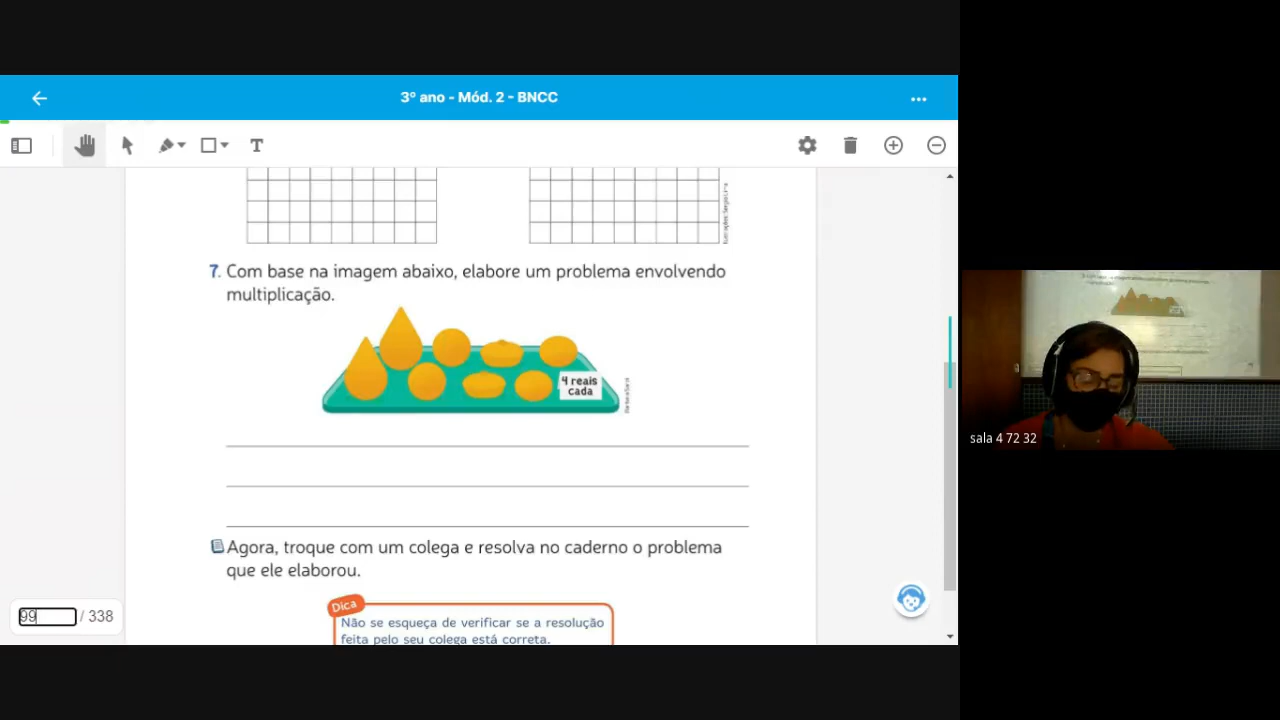 3º ano - Mód. 2 - BNCC
T
7. Com base na imagem abaixo, elabore um problema envolvendo
multiplicação.
4 reais
cada
Agora, troque com um colega e resolva no caderno o problema
que ele elaborou.
Dica
Não se esqueça de verificar se a resolução
feita pelo seu colega está correta.
99 / 338
sala 4 72 32